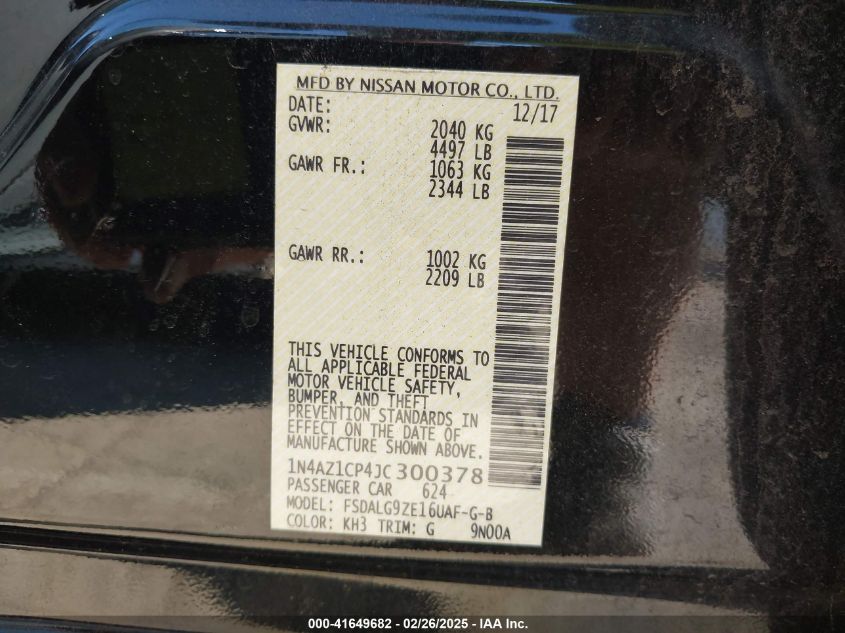 MFD BY NISSAN MOTOR CO., LTD.
DATE: 12/17
GVWR: 2040 KG
4497 LB
GAWR FR.: 1063 KG
2344 LB
GAWR RR.: 1002 KG
2209 LB
THIS VEHICLE CONFORMS TO
ALL APPLICABLE FEDERAL
MOTOR VEHICLE SAFETY,
BUMPER, AND THEFT
PREVENTION STANDARDS IN
EFFECT ON THE DATE OF
MANUFACTURE SHOWN ABOVE.
1N4AZ1CP4JC300378
PASSENGER CAR 624
MODEL: FSDALG9ZE16UAF-G-B
COLOR: KH3 TRIM: G 9N00A
000-41649682 - 02/26/2025 - IAA Inc.